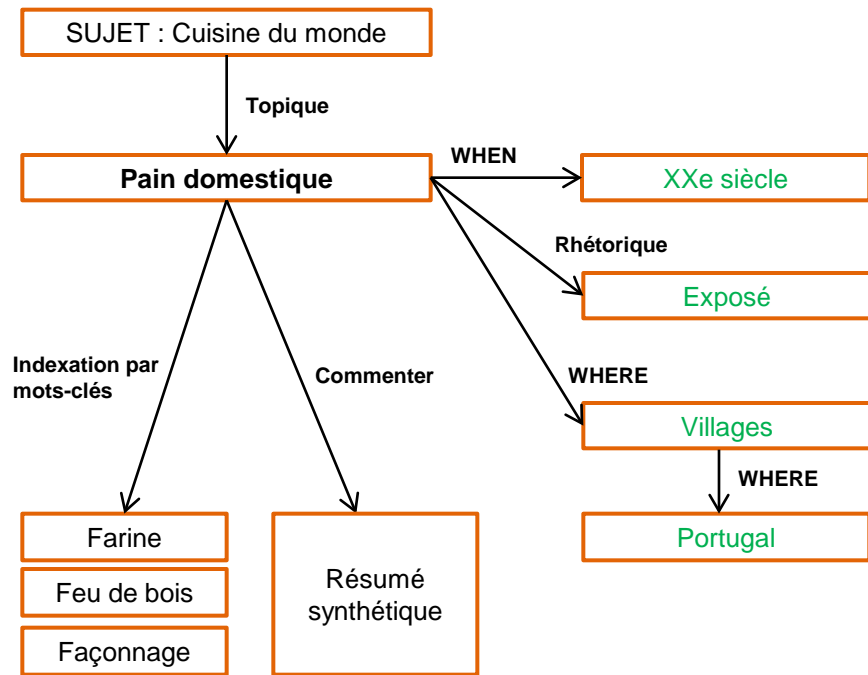 SUJET : Cuisine du monde
Topique
WHEN
Pain domestique
XXe siècle
Rhétorique
Exposé
Indexation par
mots-clés
Commenter
WHERE
Villages
WHERE
Farine
Portugal
Feu de bois
Résumé
synthétique
Façonnage